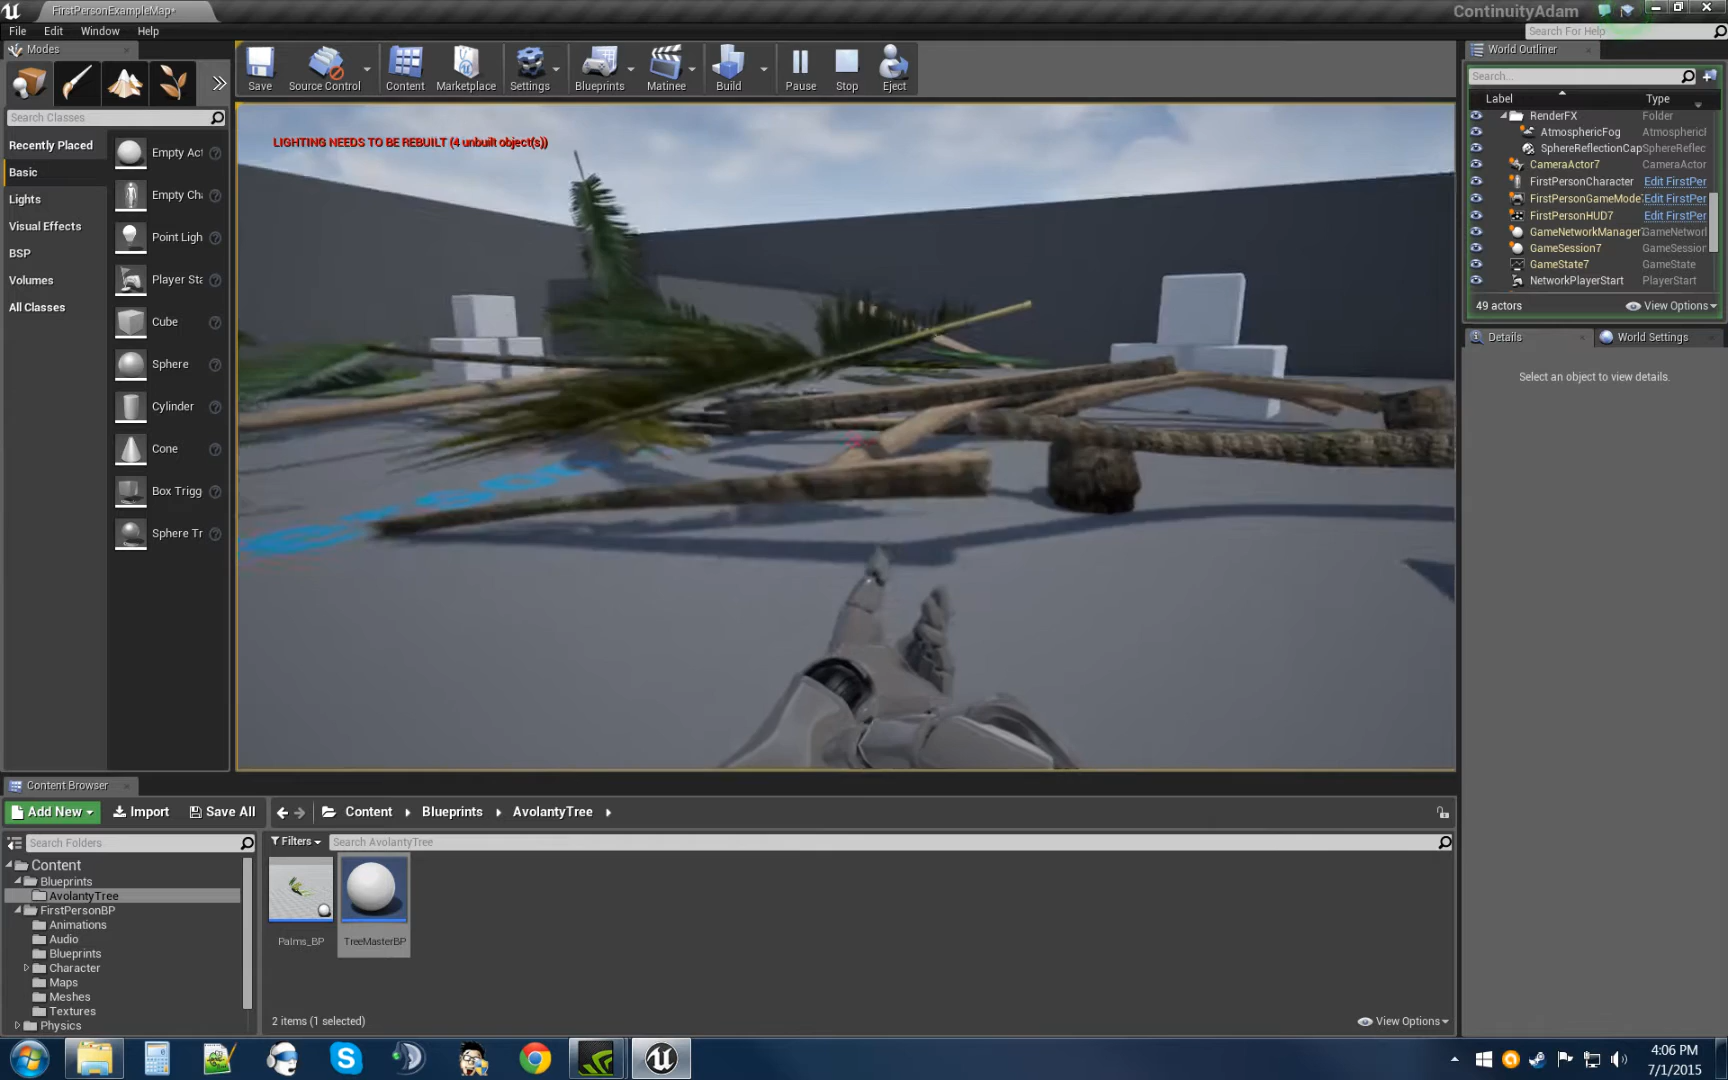 FirstPersonExampleMap*
ContinuityAdam
File Edit Window Help
Search For Help
Modes
Search Classes
Recently Placed
Basic
Lights
Visual Effects
BSP
Volumes
All Classes
Empty Act
Empty Cha
Point Ligh
Player Sta
Cube
Sphere
Cylinder
Cone
Box Trigg
Sphere Tr
Save
Source Control
Content
Marketplace
Settings
Blueprints
Matinee
Build
Pause
Stop
Eject
LIGHTING NEEDS TO BE REBUILT (4 unbuilt object(s))
World Outliner
Search...
Label Type
RenderFX Folder
AtmosphericFog Atmospheric
SphereReflectionCap SphereReflec
CameraActor7 CameraActor
FirstPersonCharacter Edit FirstPer
FirstPersonGameMode Edit FirstPer
FirstPersonHUD7 Edit FirstPer
GameNetworkManager GameNetworl
GameSession7 GameSession
GameState7 GameState
NetworkPlayerStart PlayerStart
49 actors View Options
Details World Settings
Select an object to view details.
Content Browser
Add New Import Save All Content Blueprints AvolantyTree
Search Folders
Filters Search AvolantyTree
Content
Blueprints
AvolantyTree
FirstPersonBP
Animations
Audio
Blueprints
Character
Maps
Meshes
Textures
Physics
Palms_BP
TreeMasterBP
2 items (1 selected)
View Options
4:06 PM
7/1/2015